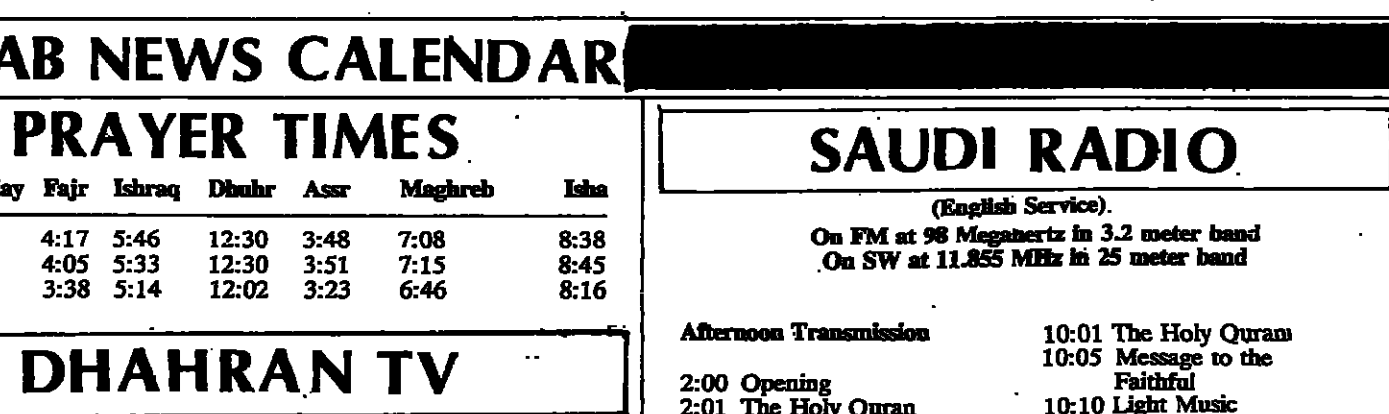 AB NEWS CALENDAR
PRAYER TIMES
ay Fajr Ishraq Dhuhr Assr Maghreb Isha
4:17 5:46 12:30 3:48 7:08 8:38
4:05 5:33 12:30 3:51 7:15 8:45
3:38 5:14 12:02 3:23 6:46 8:16
DHAHRAN TV
SAUDI RADIO
(English Service).
On FM at 98 Megahertz in 3.2 meter band
On SW at 11.855 MHz in 25 meter band
Afternoon Transmission
2:00 Opening
2:01 The Holy Quran
10:01 The Holy Quran
10:05 Message to the
Faithful
10:10 Light Music